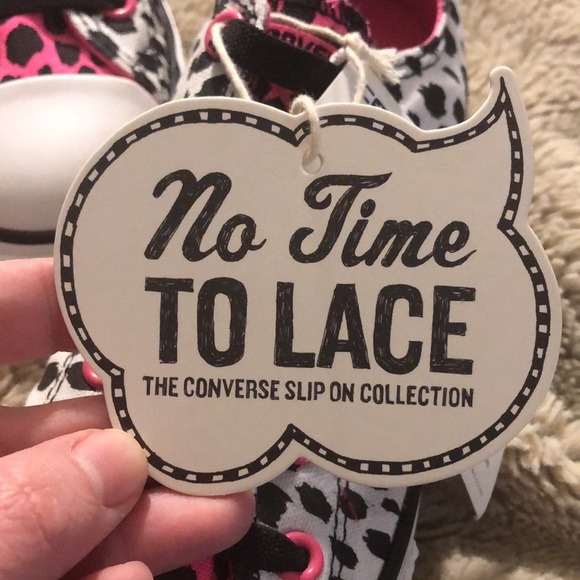 No Time
TO LACE
THE CONVERSE SLIP ON COLLECTION